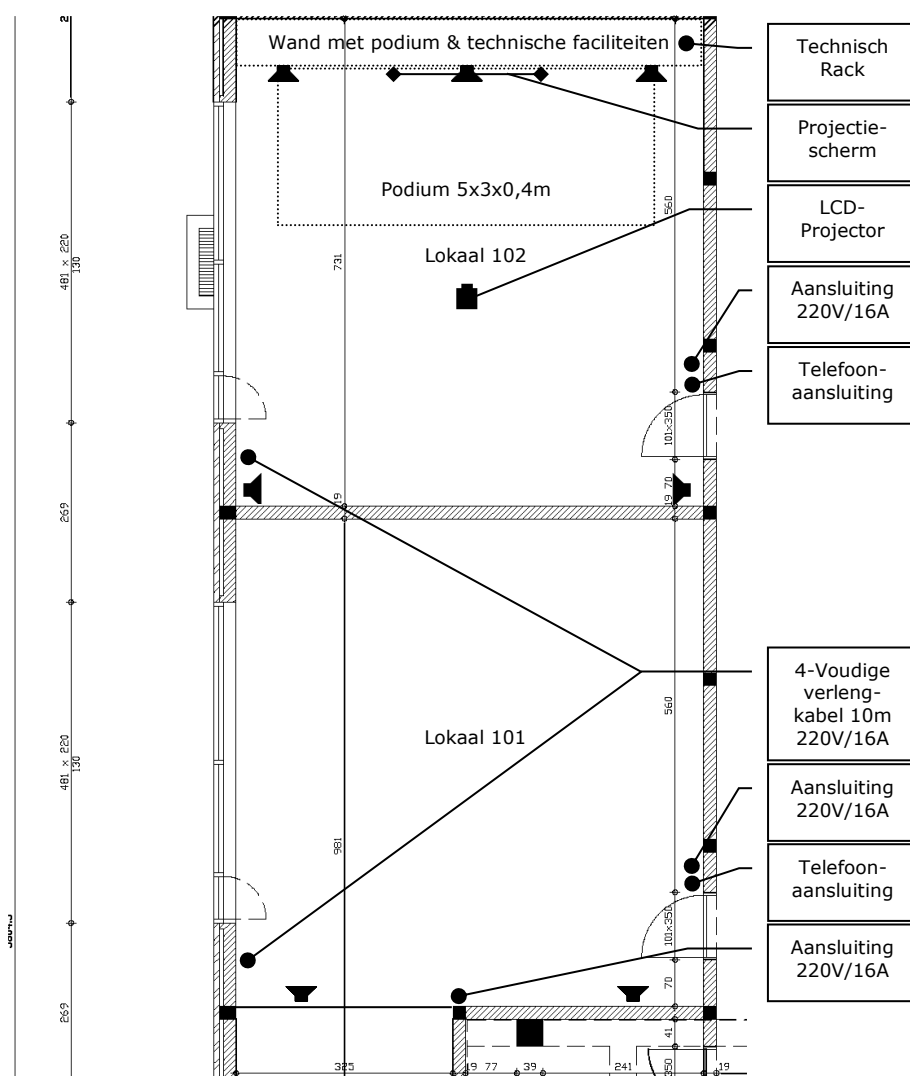 2
Wand met podium & technische faciliteiten
Technisch
Rack
Projectie-
scherm
Podium 5x3x0,4m
LCD-
Projector
Lokaal 102
560
731
481 × 220
130
Aansluiting
220V/16A
Telefoon-
aansluiting
101×350
70
19
19
269
4-Voudige
verleng-
kabel 10m
220V/16A
560
Lokaal 101
481 × 220
130
981
Aansluiting
220V/16A
Telefoon-
aansluiting
101×350
Aansluiting
220V/16A
70
269
41
350
325
19
77
39
241
19